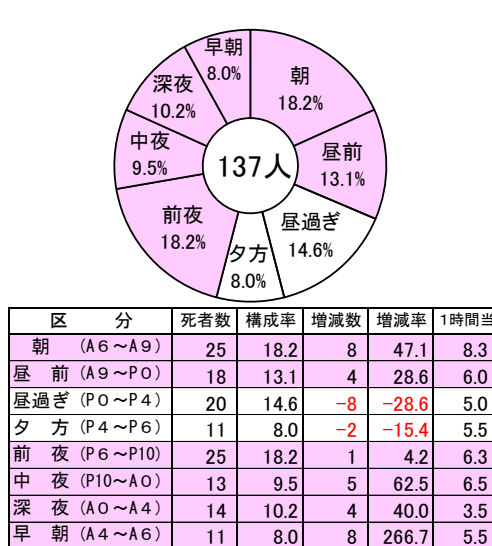 早朝
8.0%
朝
18.2%
深夜
10.2%
中夜
9.5%
137人
昼前
13.1%
前夜
18.2%
昼過ぎ
14.6%
夕方
8.0%
区 分 死者数 構成率 増減数 増減率 1時間当
朝 (A6～A9) 25 18.2 8 47.1 8.3
昼 前 (A9～P0) 18 13.1 4 28.6 6.0
昼過ぎ (P0～P4) 20 14.6 -8 -28.6 5.0
夕 方 (P4～P6) 11 8.0 -2 -15.4 5.5
前 夜 (P6～P10) 25 18.2 1 4.2 6.3
中 夜 (P10～A0) 13 9.5 5 62.5 6.5
深 夜 (A0～A4) 14 10.2 4 40.0 3.5
早 朝 (A4～A6) 11 8.0 8 266.7 5.5